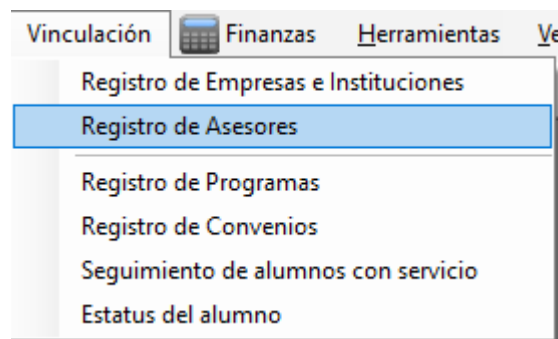 Vinculación Finanzas Herramientas Ve
Registro de Empresas e Instituciones
Registro de Asesores
Registro de Programas
Registro de Convenios
Seguimiento de alumnos con servicio
Estatus del alumno